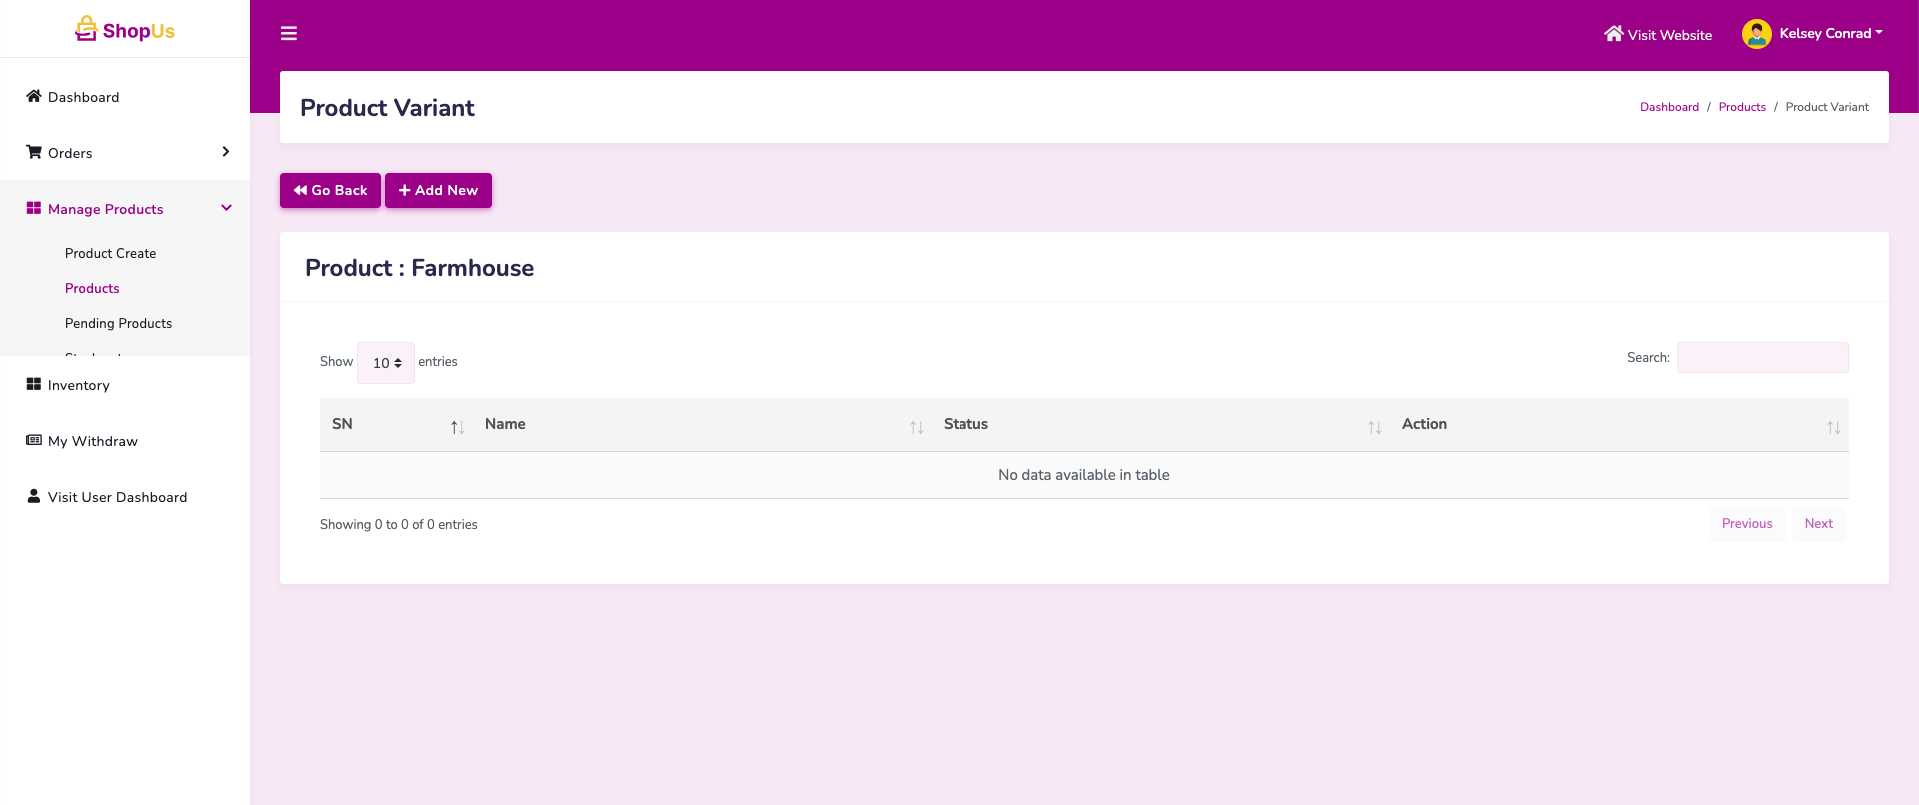 ShopUs
Visit Website
Kelsey Conrad
Dashboard
Orders
Manage Products
Product Create
Products
Pending Products
Inventory
My Withdraw
Visit User Dashboard
Product Variant
Dashboard / Products / Product Variant
Go Back
Add New
Product : Farmhouse
Show 10 entries
Search:
SN Name Status Action
No data available in table
Showing 0 to 0 of 0 entries
Previous Next